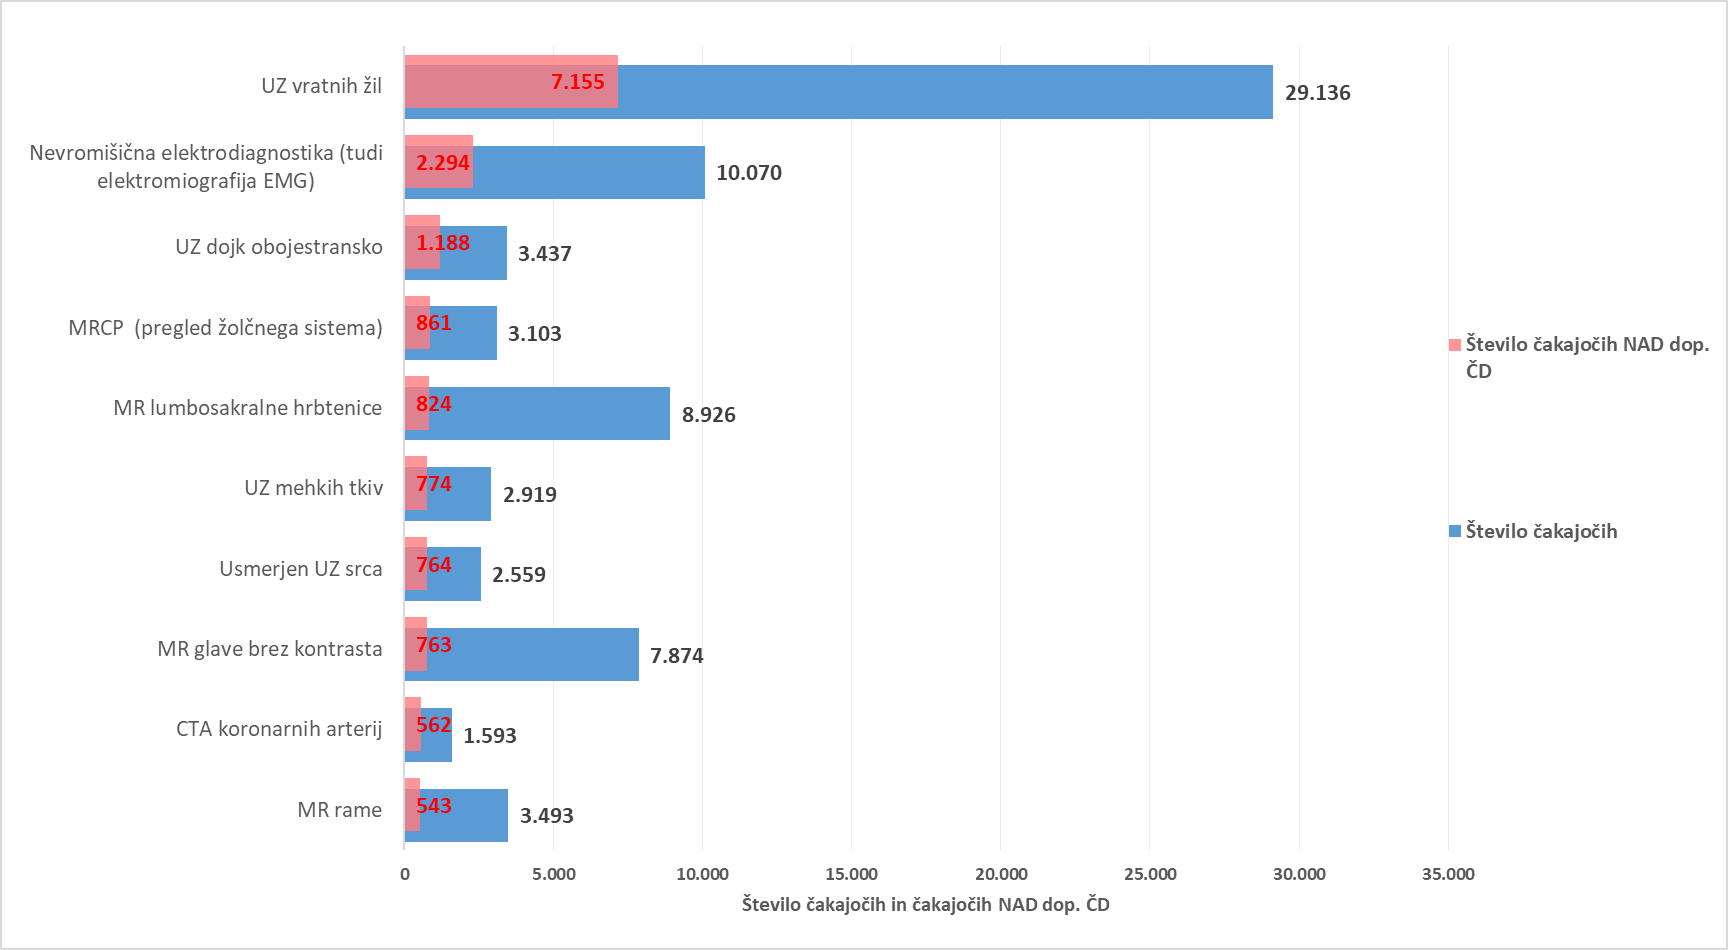 UZ vratnih žil
7.155
29.136
Nevromišična elektrodiagnostika (tudi
elektromiografija EMG)
2.294
10.070
UZ dojk obojestransko
1.188
3.437
MRCP  (pregled žolčnega sistema)
861
3.103
MR lumbosakralne hrbtenice
824
8.926
UZ mehkih tkiv
774
2.919
Usmerjen UZ srca
764
2.559
MR glave brez kontrasta
763
7.874
CTA koronarnih arterij
562
1.593
MR rame
543
3.493
0
5.000
10.000
15.000
20.000
25.000
30.000
35.000
Število čakajočih in čakajočih NAD dop. ČD
Število čakajočih NAD dop.
ČD
Število čakajočih